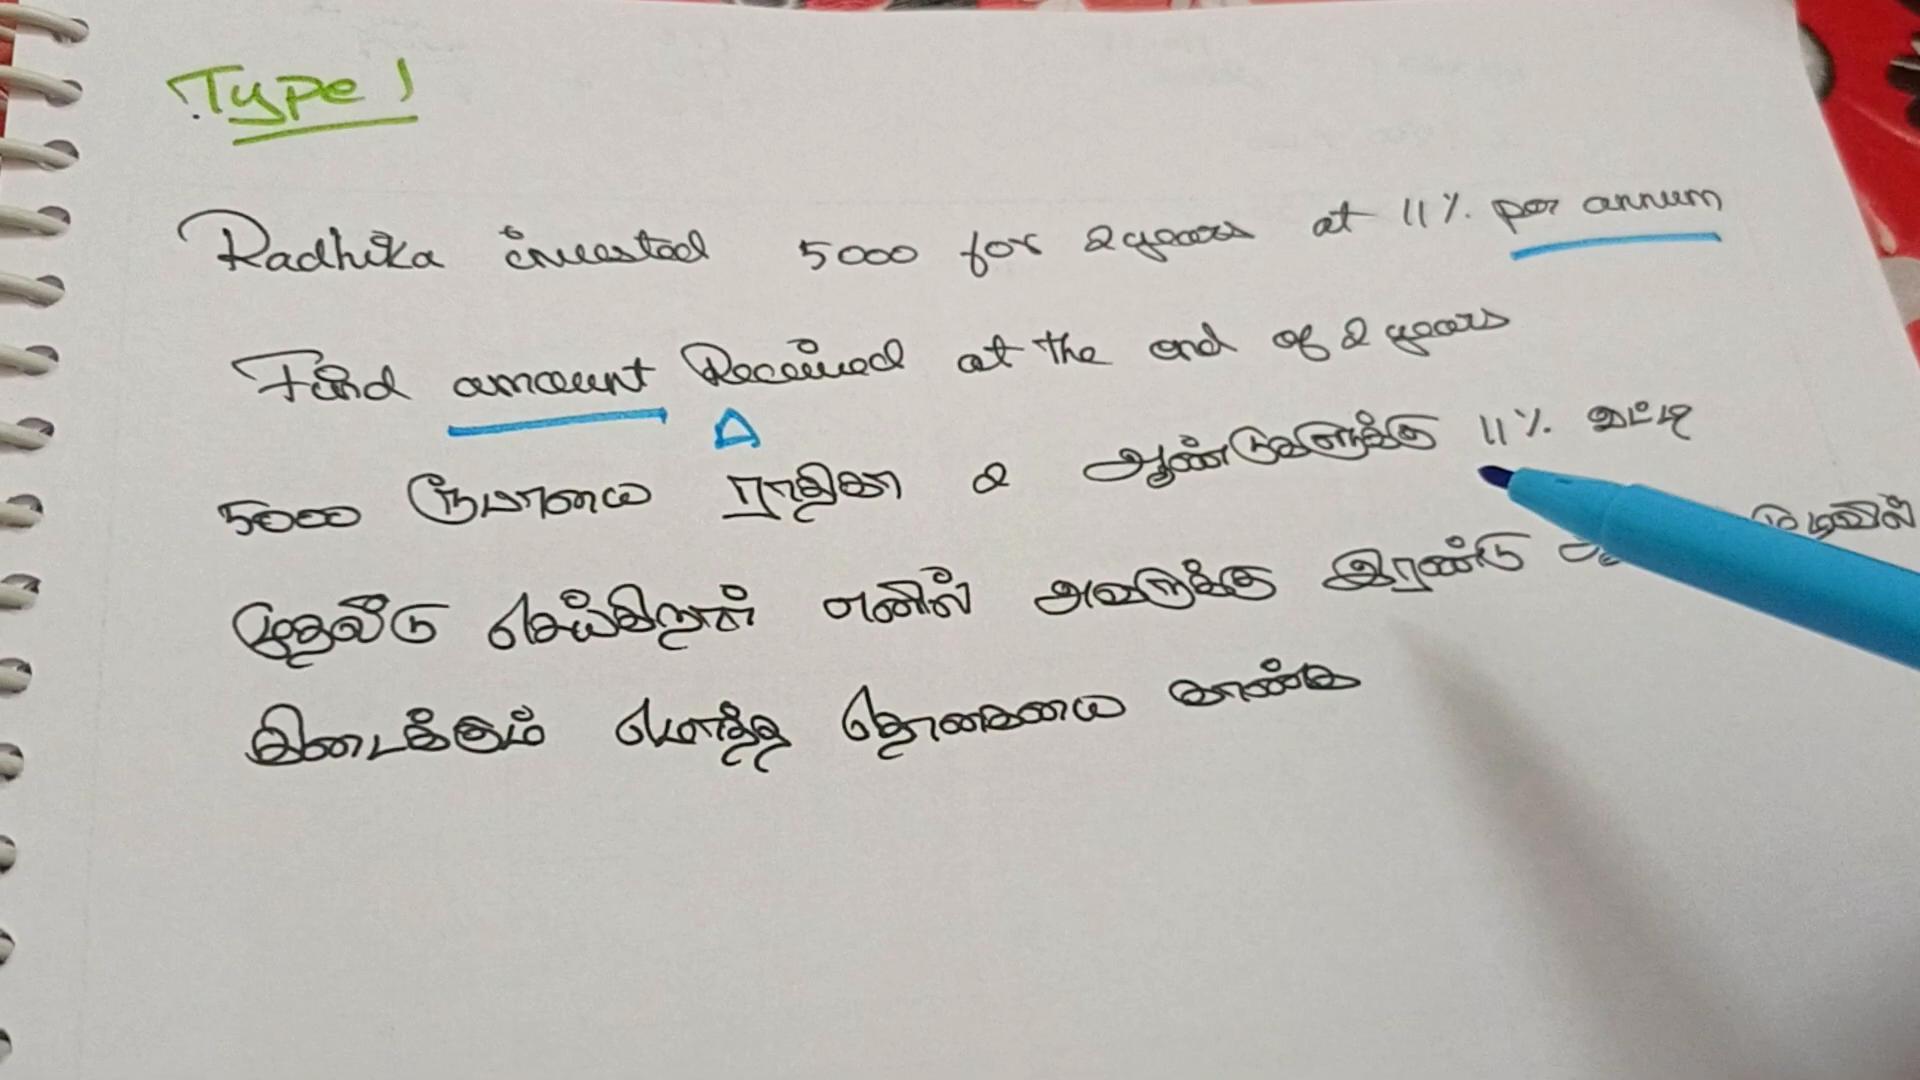 Type 1
Radhika invested 5000 for 2 years at 11% per annum
Find amount Received at the end of 2 years
5000 ரூபாயை ராதிகா 2 ஆண்டுகளுக்கு 11% வட்டி
முதலீடு செய்கிறார் எனில் அவருக்கு இரண்டு முடிவில்
கிடைக்கும் மொத்த தொகையை காண்க